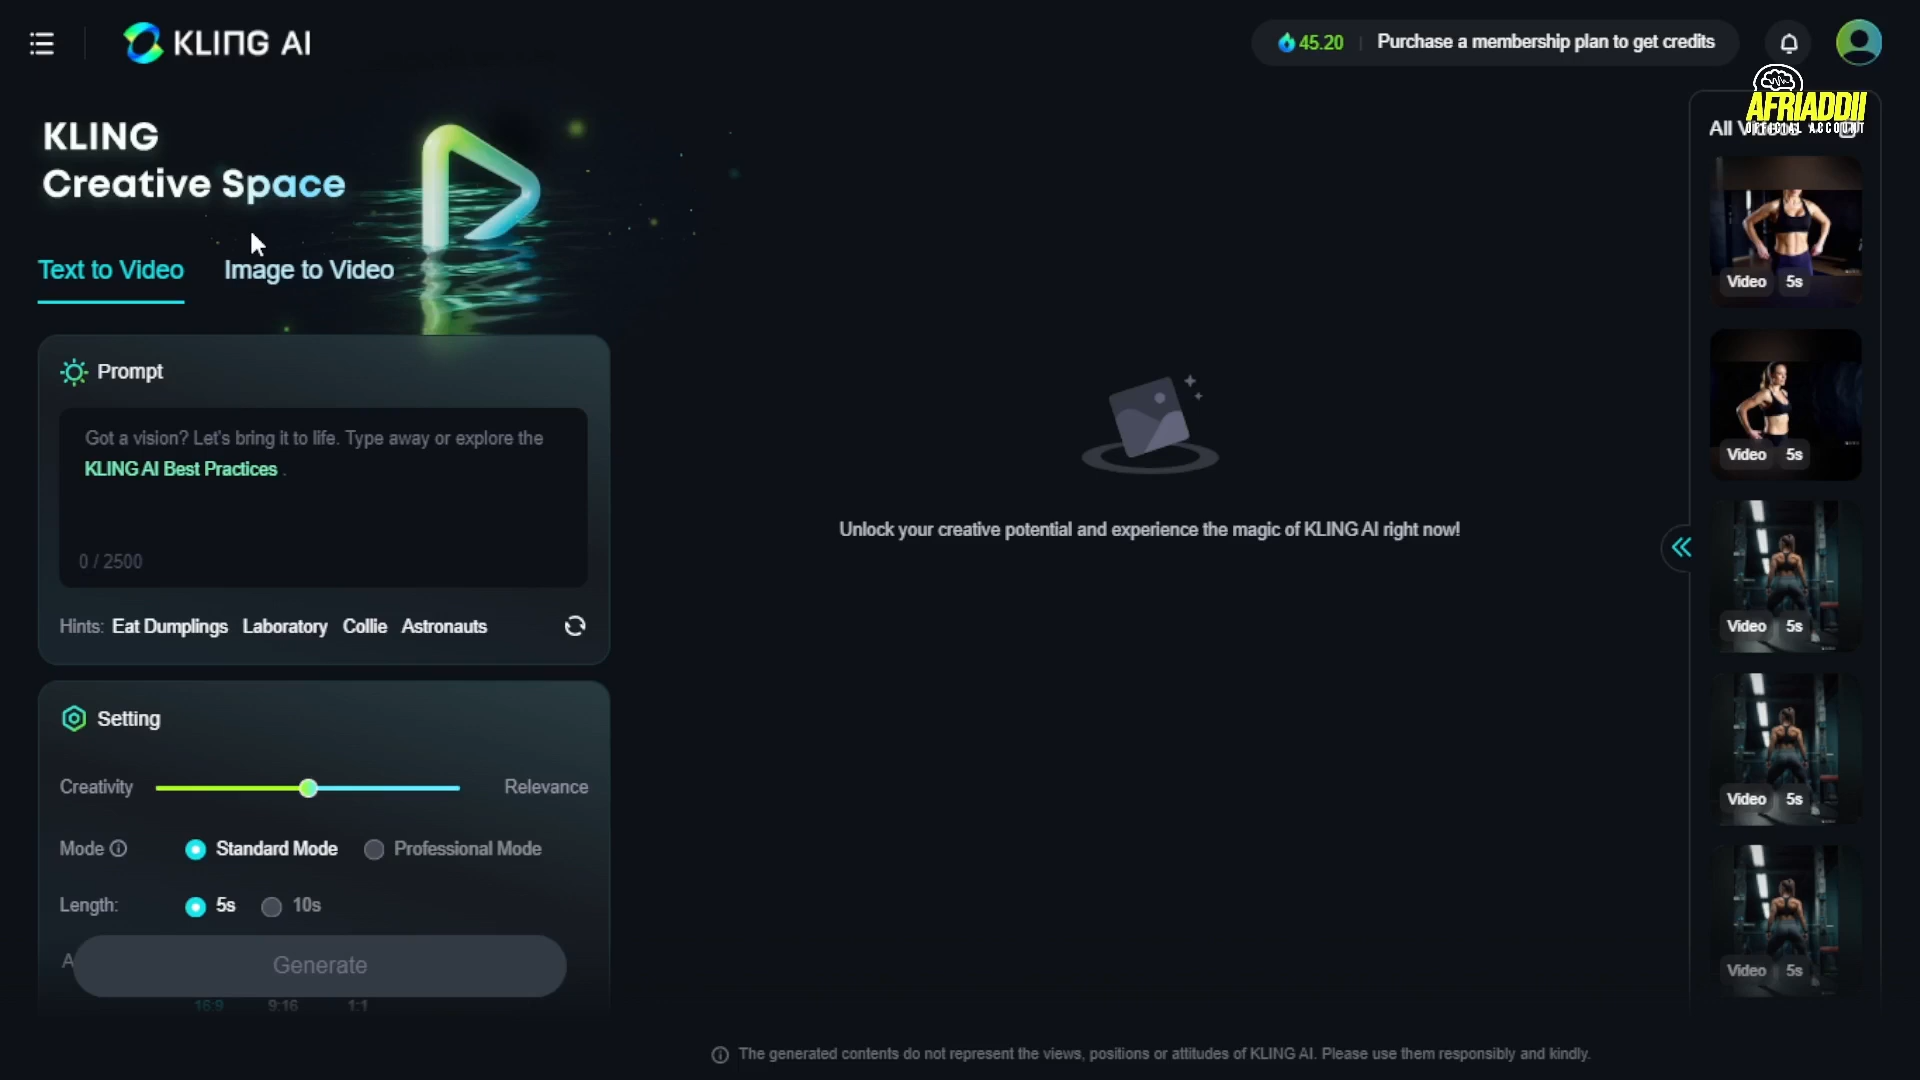 KLING AI
45.20
Purchase a membership plan to get credits
AFRIADDII
OFFICIAL ACCOUNT
KLING
Creative Space
All Videos
Text to Video
Image to Video
Video 5s
Prompt
Got a vision? Let's bring it to life. Type away or explore the
KLING AI Best Practices .
Video 5s
Unlock your creative potential and experience the magic of KLING AI right now!
0 / 2500
Hints: Eat Dumplings Laboratory Collie Astronauts
Video 5s
Setting
Creativity
Relevance
Video 5s
Mode
Standard Mode
Professional Mode
Length:
5s
10s
A
Generate
Video 5s
16:9 9:16 1:1
The generated contents do not represent the views, positions or attitudes of KLING AI. Please use them responsibly and kindly.